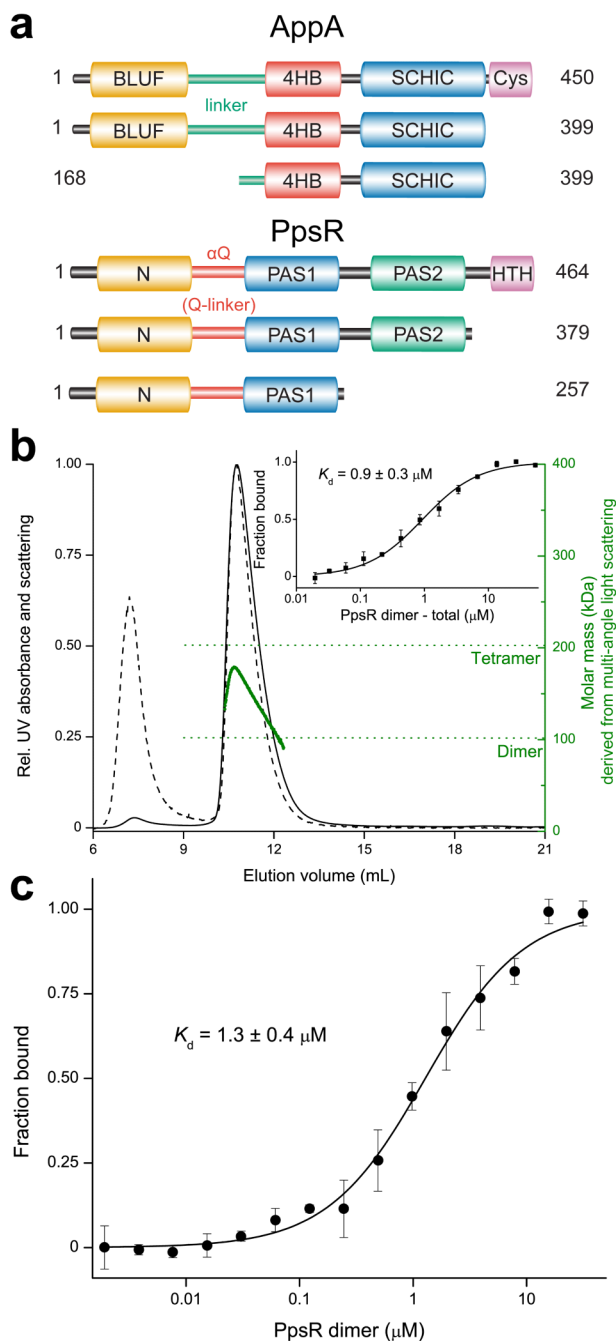 a
AppA
1 BLUF 4HB SCHIC Cys 450
linker
1 BLUF 4HB SCHIC 399
168 4HB SCHIC 399
PpsR
αQ
1 N PAS1 PAS2 HTH 464
(Q-linker)
1 N PAS1 PAS2 379
1 N PAS1 257
b
Rel. UV absorbance and scattering
1.00
0.75
0.50
0.25
0
6 9 12 15 18 21
Elution volume (mL)
Fraction bound
1.0
0.5
0
Kd = 0.9 ± 0.3 μM
0.01 0.1 1 10
PpsR dimer - total (μM)
Tetramer
Dimer
400
300
200
100
0
Molar mass (kDa)
derived from multi-angle light scattering
c
Fraction bound
1.00
0.75
0.50
0.25
0
Kd = 1.3 ± 0.4 μM
0.01 0.1 1 10
PpsR dimer (μM)